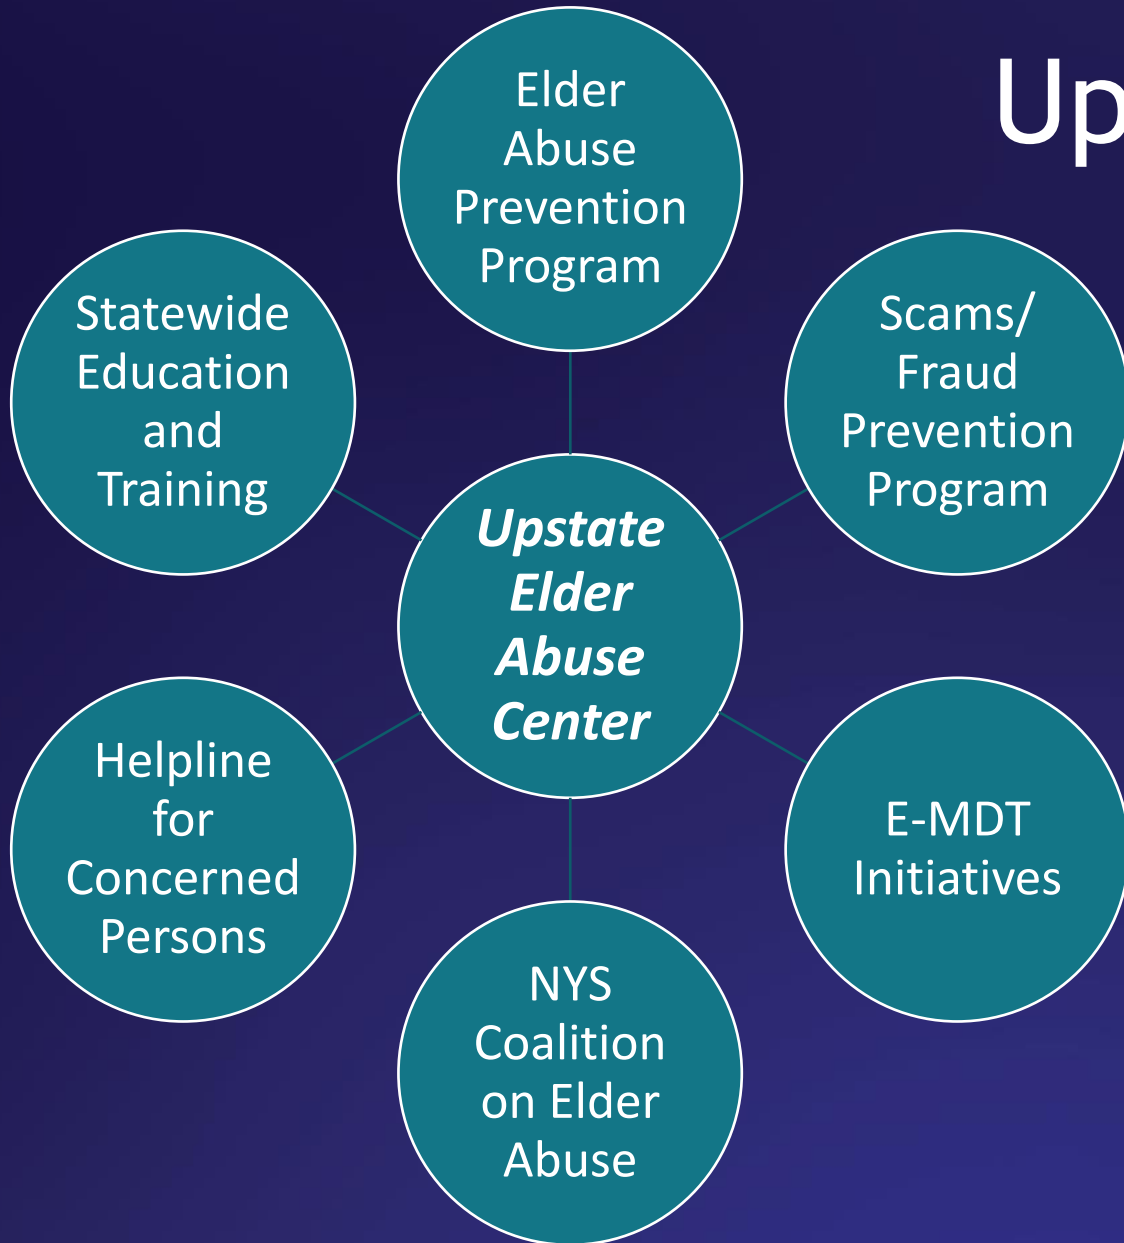 Up
Elder
Abuse
Prevention
Program
Scams/
Fraud
Prevention
Program
E-MDT
Initiatives
NYS
Coalition
on Elder
Abuse
Helpline
for
Concerned
Persons
Statewide
Education
and
Training
Upstate
Elder
Abuse
Center